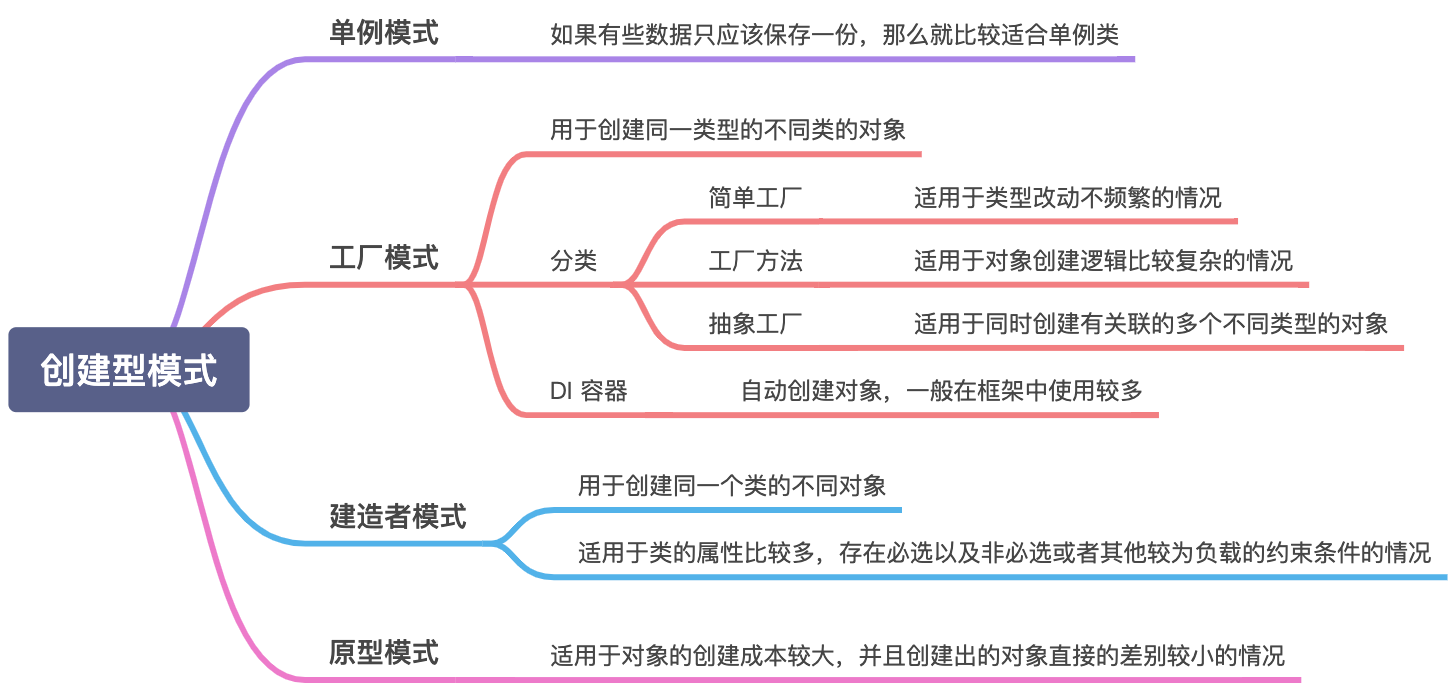 单例模式
如果有些数据只应该保存一份，那么就比较适合单例类
用于创建同一类型的不同类的对象
简单工厂
适用于类型改动不频繁的情况
工厂模式
分类
工厂方法
适用于对象创建逻辑比较复杂的情况
抽象工厂
适用于同时创建有关联的多个不同类型的对象
创建型模式
DI 容器
自动创建对象，一般在框架中使用较多
用于创建同一个类的不同对象
建造者模式
适用于类的属性比较多，存在必选以及非必选或者其他较为负载的约束条件的情况
原型模式
适用于对象的创建成本较大，并且创建出的对象直接的差别较小的情况